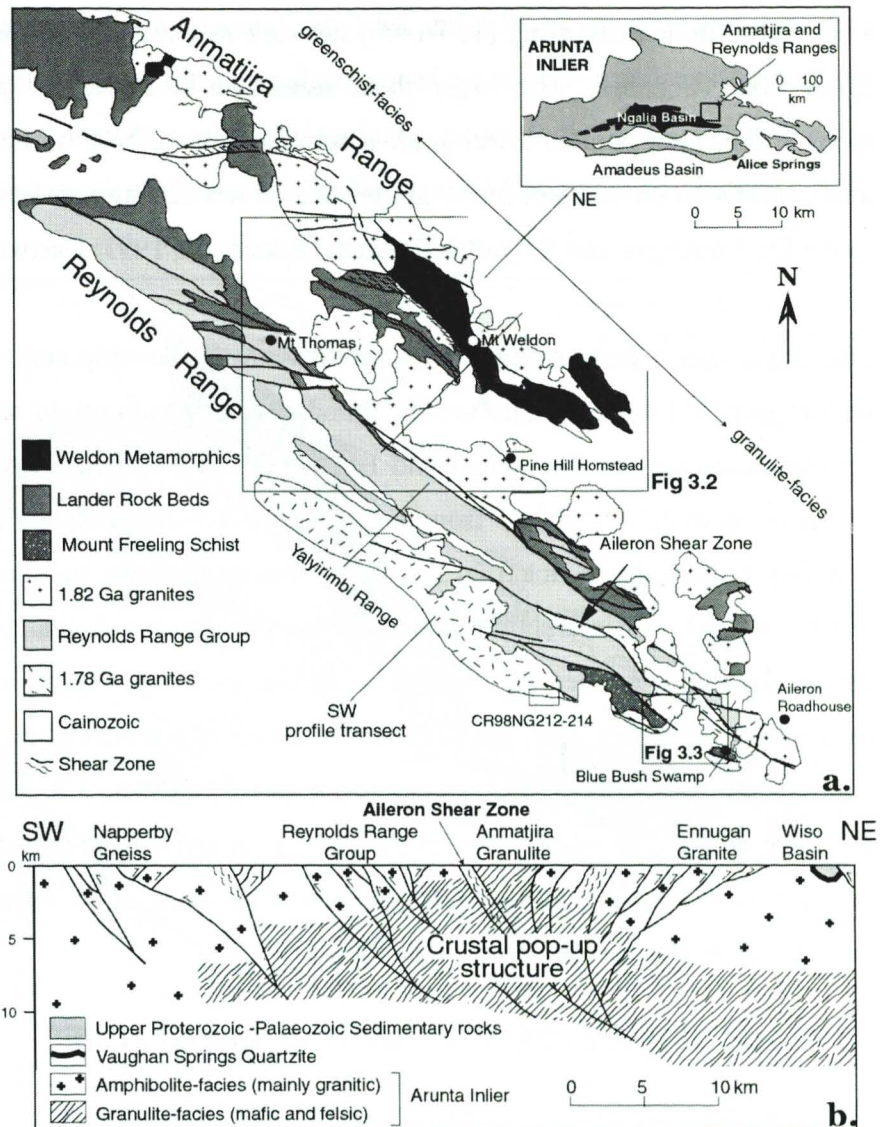 Anmatjira
Range
greenschist-facies
ARUNTA
INLIER
Anmatjira and
Reynolds Ranges
0 100
km
Ngalia Basin
Amadeus Basin
Alice Springs
NE
0 5 10 km
N
Reynolds
Range
Mt Thomas
Mt Weldon
Pine Hill Homstead
Fig 3.2
granulite-facies
Weldon Metamorphics
Lander Rock Beds
Mount Freeling Schist
1.82 Ga granites
Reynolds Range Group
1.78 Ga granites
Cainozoic
Shear Zone
Yalyirimbi Range
Aileron Shear Zone
SW
profile transect
CR98NG212-214
Aileron
Roadhouse
Fig 3.3
Blue Bush Swamp
a.
Aileron Shear Zone
SW
Napperby
Gneiss
Reynolds Range
Group
Anmatjira
Granulite
Ennugan
Granite
Wiso
Basin
NE
km
0
5
10
Crustal pop-up
structure
Upper Proterozoic -Palaeozoic Sedimentary rocks
Vaughan Springs Quartzite
Amphibolite-facies (mainly granitic)
Granulite-facies (mafic and felsic)
Arunta Inlier
0 5 10 km
b.